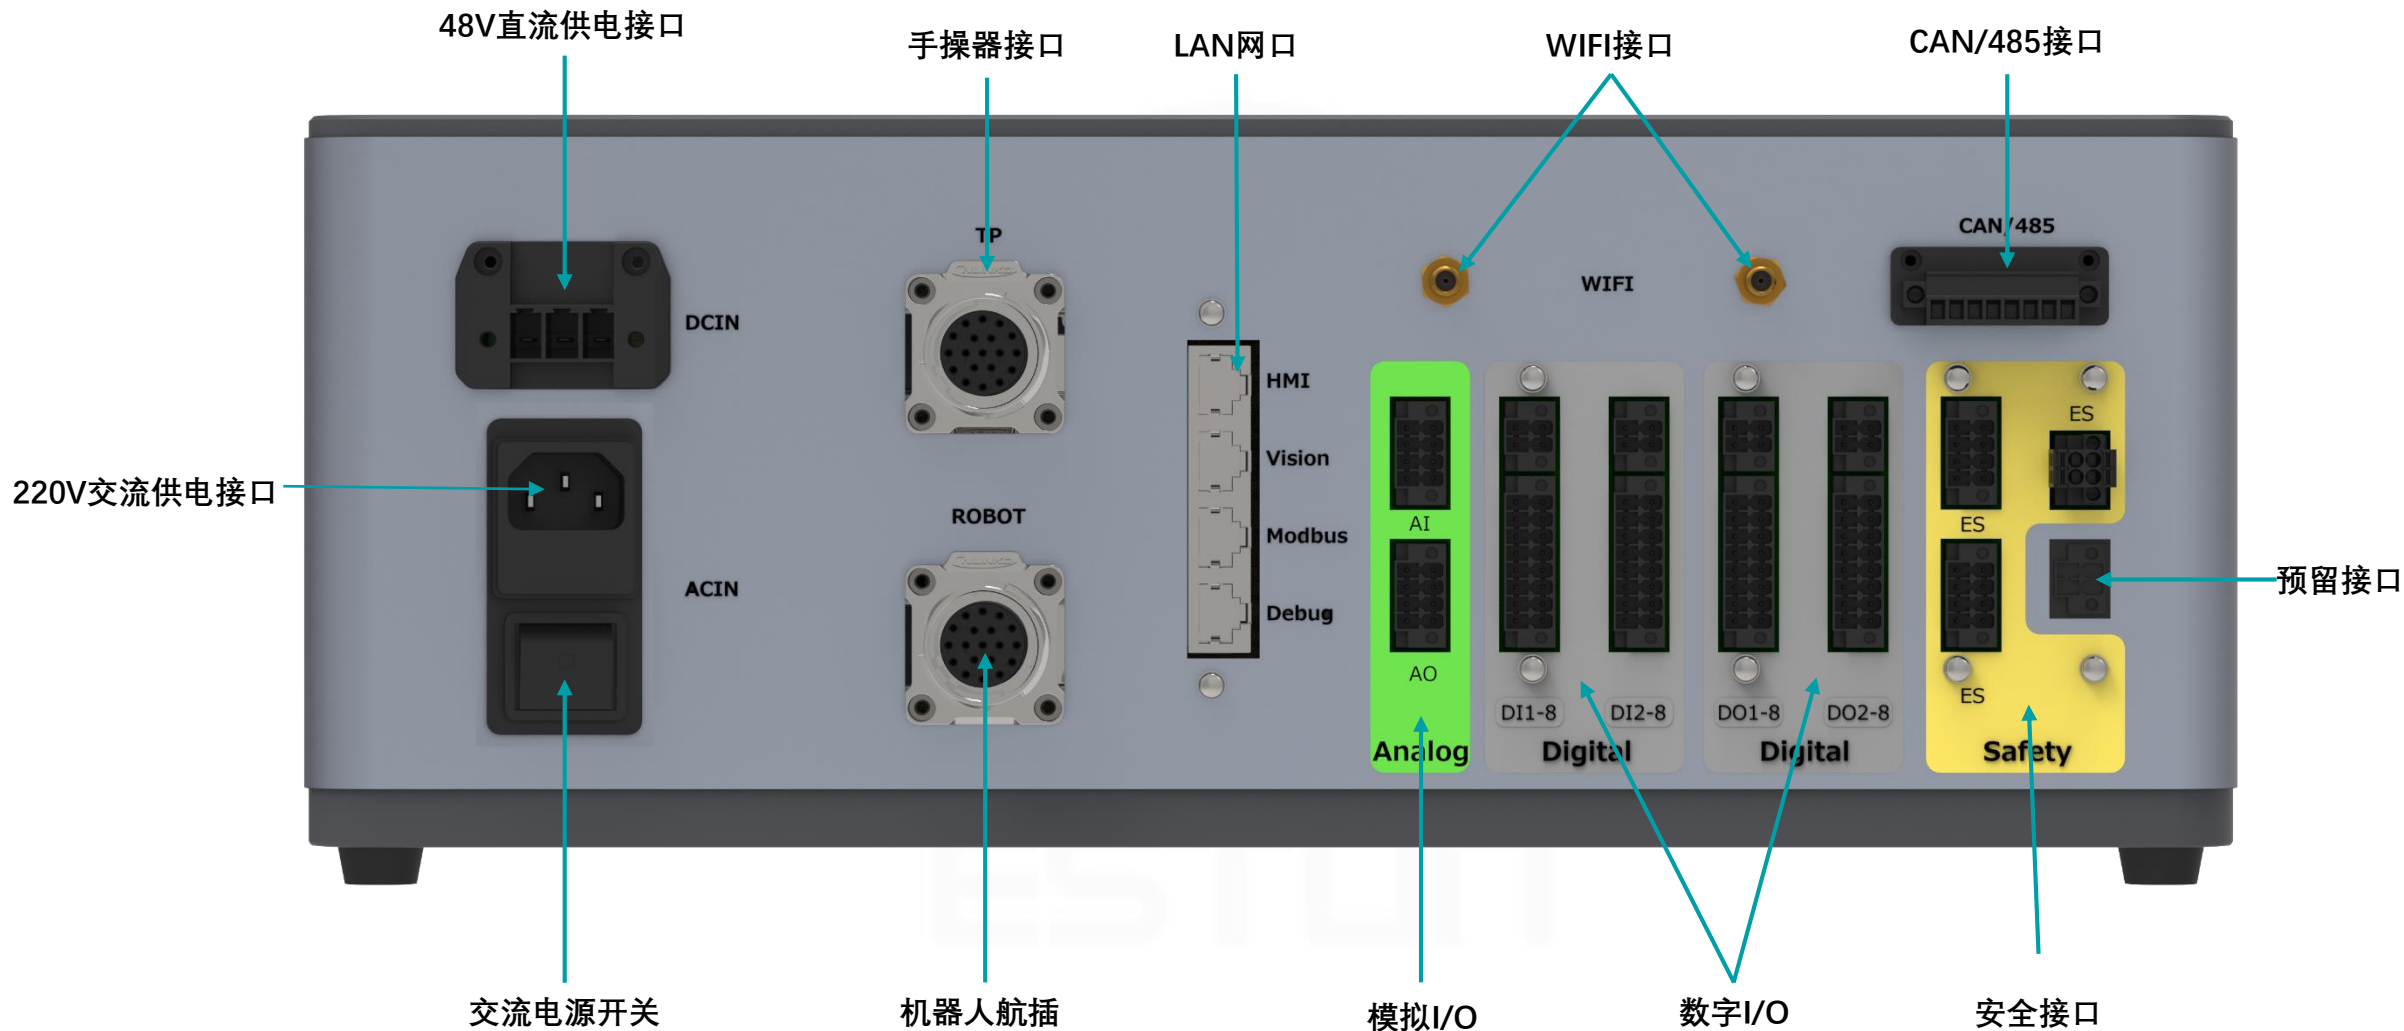 48V直流供电接口
手操器接口
LAN网口
WIFI接口
CAN/485接口
TP
CAN/485
WIFI
DCIN
HMI
ES
Vision
220V交流供电接口
ROBOT
AI
ES
Modbus
预留接口
ACIN
Debug
AO
ES
DI1-8
DI2-8
DO1-8
DO2-8
Analog
Digital
Digital
Safety
ESTUN
交流电源开关
机器人航插
模拟I/O
数字I/O
安全接口